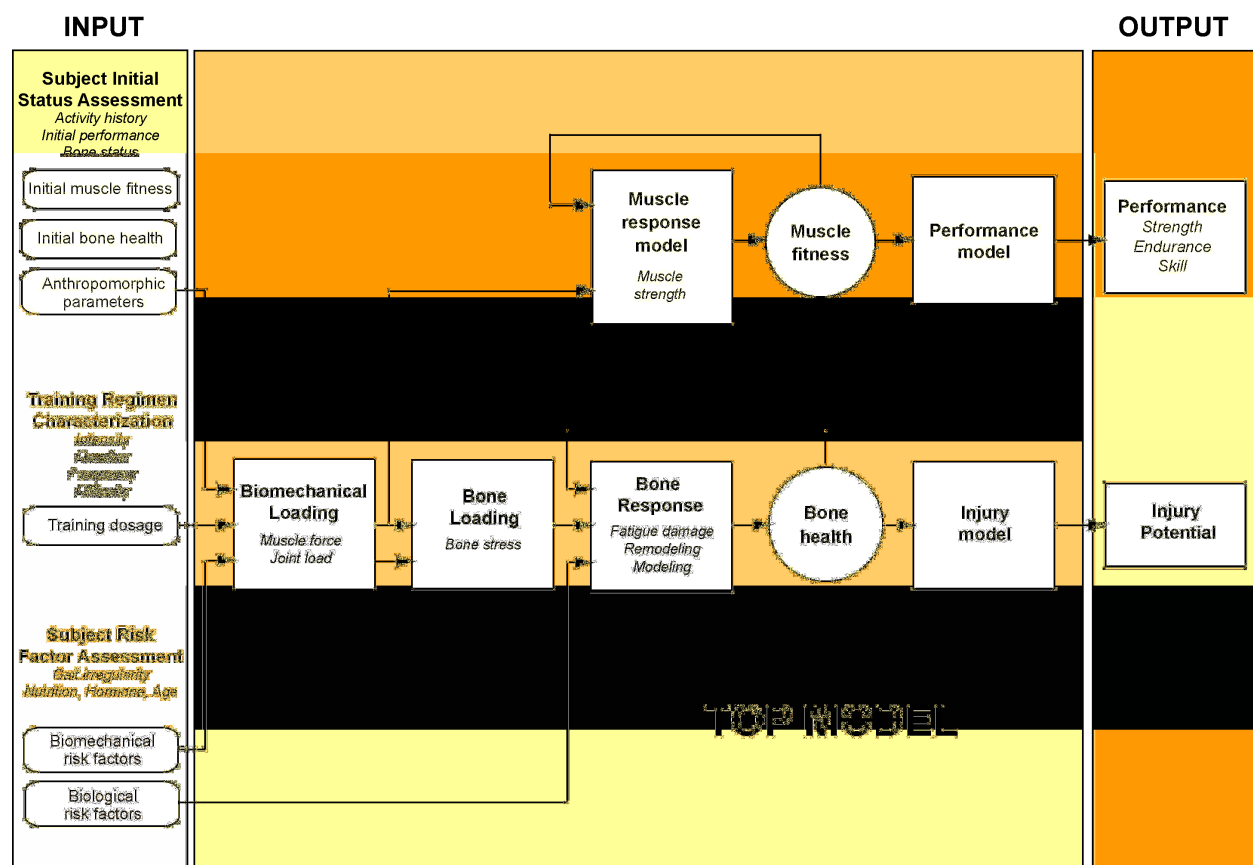 INPUT
OUTPUT
Subject Initial
Status Assessment
Activity history
Initial performance
Bone status
Initial muscle fitness
Initial bone health
Anthropomorphic
parameters
Training Regimen
Characterization
Intensity
Frequency
Training dosage
Subject Risk
Factor Assessment
Gait irregularity
Nutrition, Hormone, Age
Biomechanical
risk factors
Biological
risk factors
Muscle
response
model
Muscle
strength
Muscle
fitness
Performance
model
Performance
Strength
Endurance
Skill
Biomechanical
Loading
Muscle force
Joint load
Bone
Loading
Bone stress
Bone
Response
Fatigue damage
Remodeling
Modeling
Bone
health
Injury
model
Injury
Potential
TOP MODEL